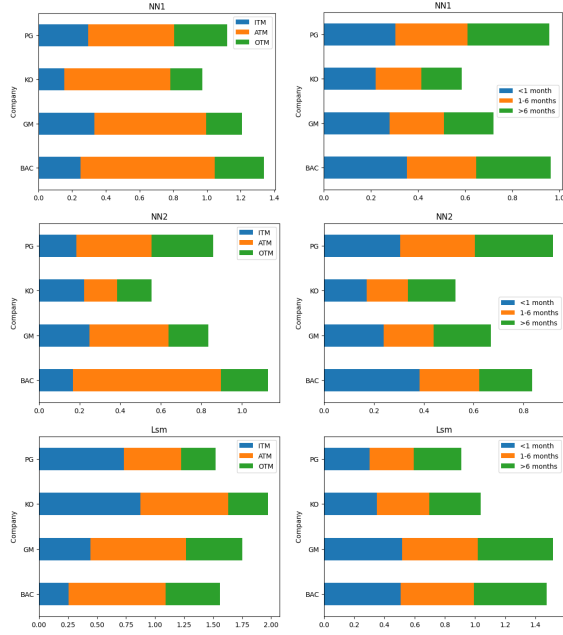 NN1
Company
PG
KO
GM
BAC
ITM
ATM
OTM
0.0 0.2 0.4 0.6 0.8 1.0 1.2 1.4
NN1
Company
PG
KO
GM
BAC
<1 month
1-6 months
>6 months
0.0 0.2 0.4 0.6 0.8 1.0
NN2
Company
PG
KO
GM
BAC
ITM
ATM
OTM
0.0 0.2 0.4 0.6 0.8 1.0
NN2
Company
PG
KO
GM
BAC
<1 month
1-6 months
>6 months
0.0 0.2 0.4 0.6 0.8
Lsm
Company
PG
KO
GM
BAC
ITM
ATM
OTM
0.00 0.25 0.50 0.75 1.00 1.25 1.50 1.75 2.00
Lsm
Company
PG
KO
GM
BAC
<1 month
1-6 months
>6 months
0.0 0.2 0.4 0.6 0.8 1.0 1.2 1.4